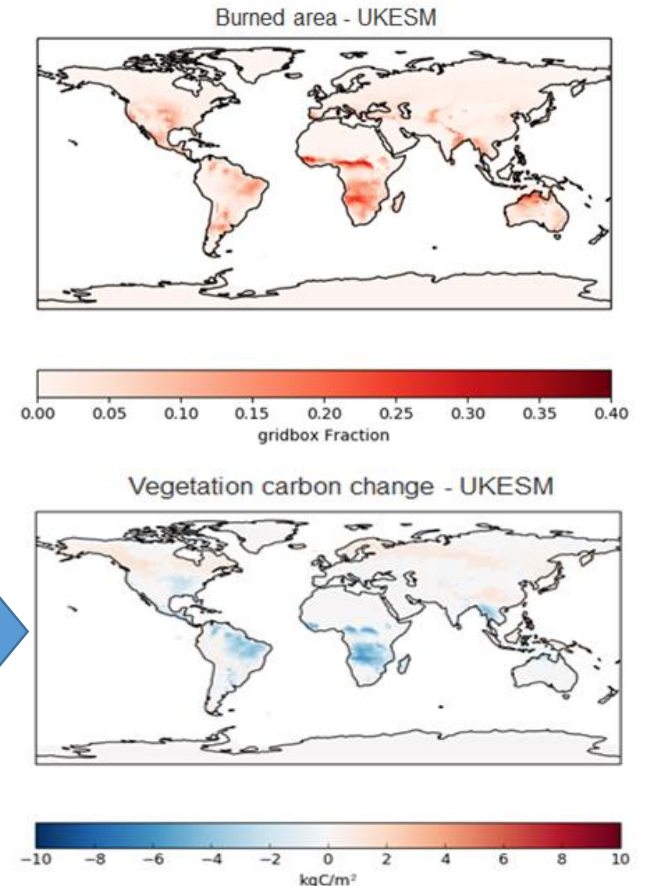 Burned area - UKESM
0.00 0.05 0.10 0.15 0.20 0.25 0.30 0.35 0.40
gridbox Fraction
Vegetation carbon change - UKESM
−10 −8 −6 −4 −2 0 2 4 6 8 10
kgC/m²